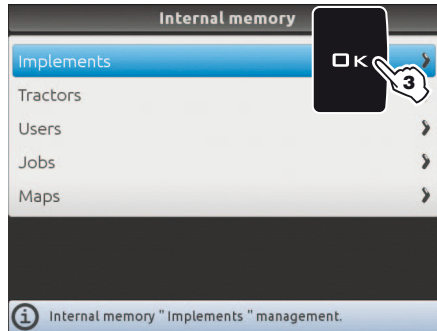 Internal memory
Implements
OK
3
Tractors
Users
Jobs
Maps
Internal memory " Implements " management.